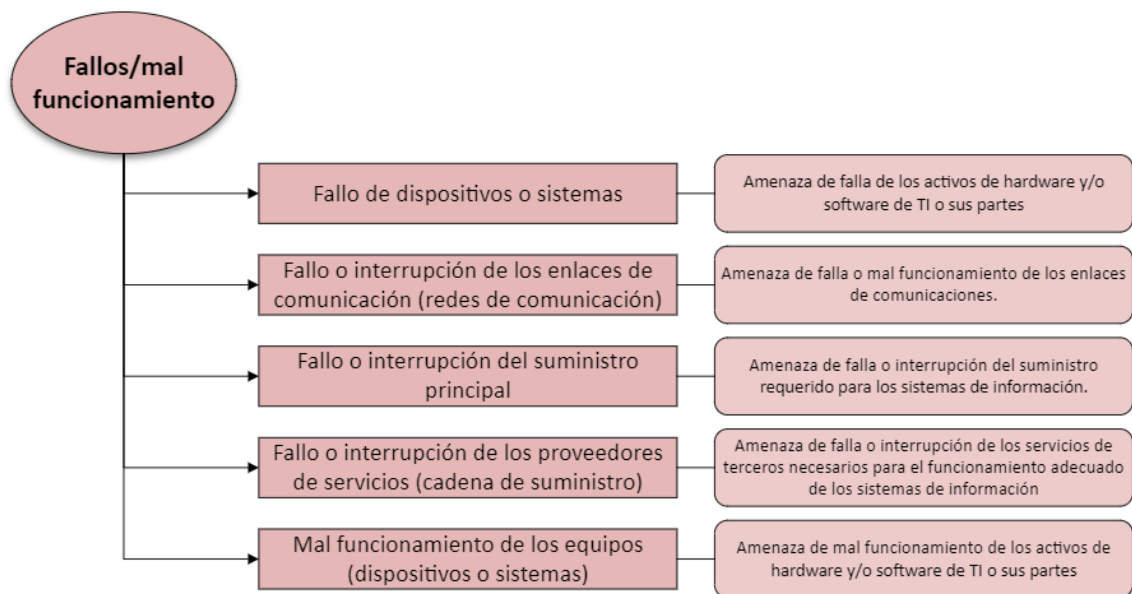 Fallos/mal
funcionamiento
Fallo de dispositivos o sistemas
Amenaza de falla de los activos de hardware y/o
software de TI o sus partes
Fallo o interrupción de los enlaces de
comunicación (redes de comunicación)
Amenaza de falla o mal funcionamiento de los enlaces
de comunicaciones.
Fallo o interrupción del suministro
principal
Amenaza de falla o interrupción del suministro
requerido para los sistemas de información.
Fallo o interrupción de los proveedores
de servicios (cadena de suministro)
Amenaza de falla o interrupción de los servicios de
terceros necesarios para el funcionamiento adecuado
de los sistemas de información
Mal funcionamiento de los equipos
(dispositivos o sistemas)
Amenaza de mal funcionamiento de los activos de
hardware y/o software de TI o sus partes